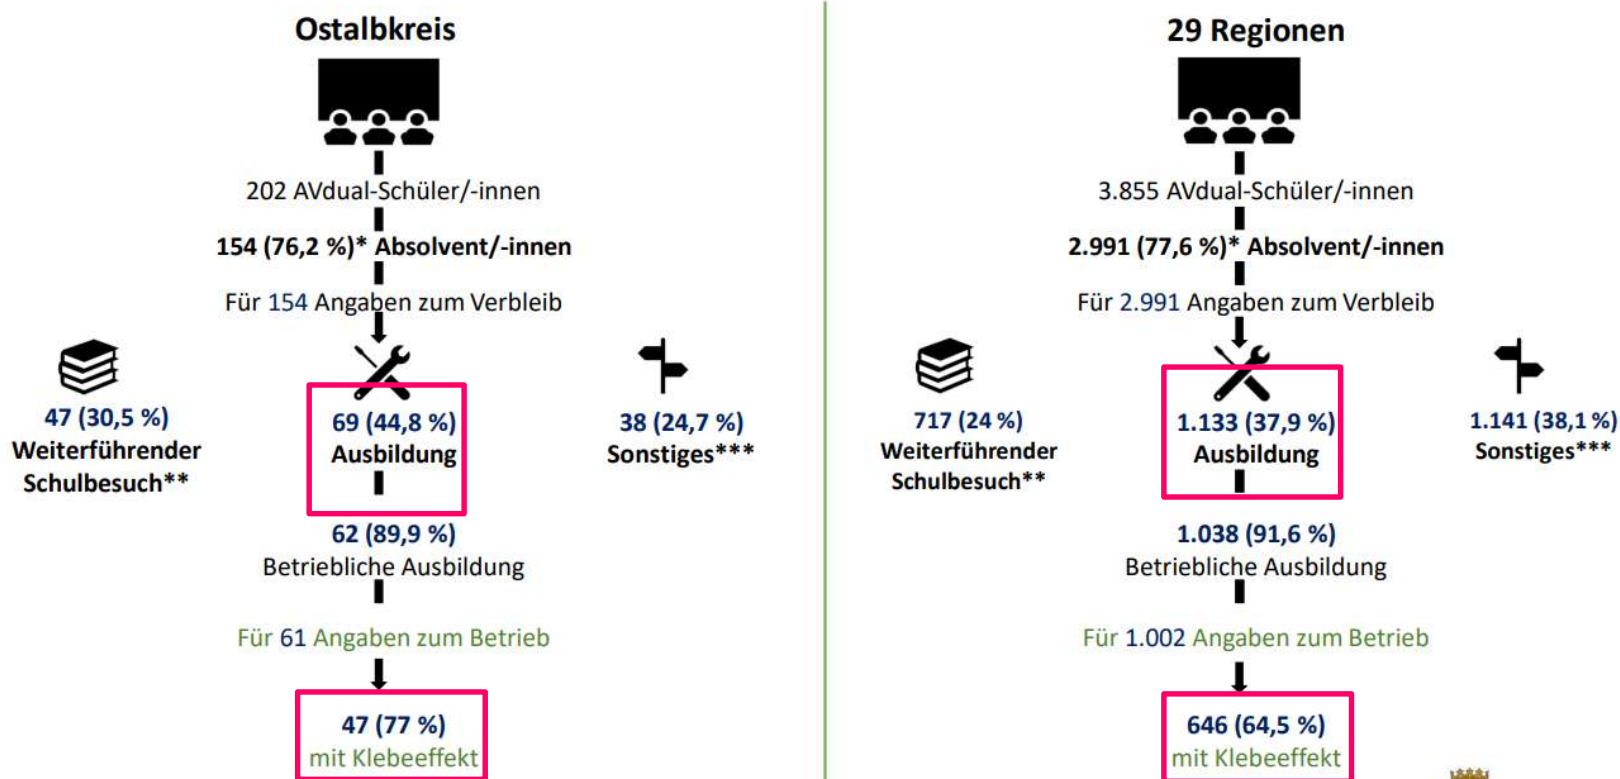 Ostalbkreis
202 AVdual-Schüler/-innen
154 (76,2 %)* Absolvent/-innen
Für 154 Angaben zum Verbleib
47 (30,5 %)
Weiterführender
Schulbesuch**
69 (44,8 %)
Ausbildung
38 (24,7 %)
Sonstiges***
62 (89,9 %)
Betriebliche Ausbildung
Für 61 Angaben zum Betrieb
47 (77 %)
mit Klebeeffekt
29 Regionen
3.855 AVdual-Schüler/-innen
2.991 (77,6 %)* Absolvent/-innen
Für 2.991 Angaben zum Verbleib
717 (24 %)
Weiterführender
Schulbesuch**
1.133 (37,9 %)
Ausbildung
1.141 (38,1 %)
Sonstiges***
1.038 (91,6 %)
Betriebliche Ausbildung
Für 1.002 Angaben zum Betrieb
646 (64,5 %)
mit Klebeeffekt